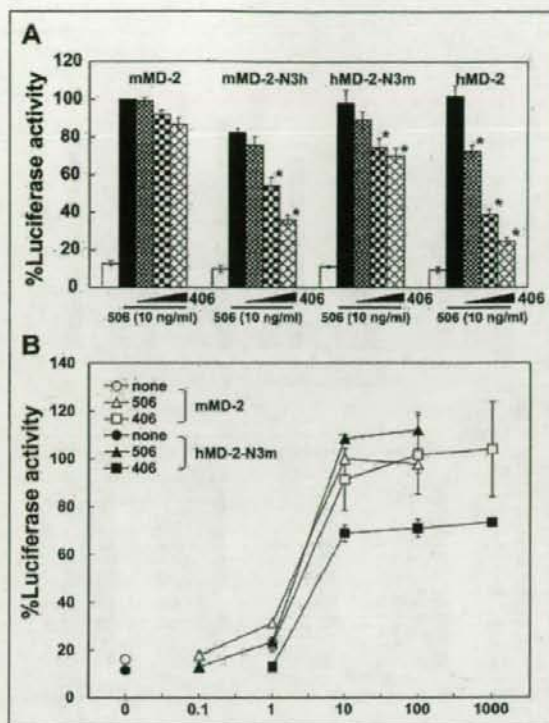 A
120
100
80
60
40
20
0
%Luciferase activity
mMD-2 mMD-2-N3h hMD-2-N3m hMD-2
* * * * * * *
406 406 406 406
506 (10 ng/ml) 506 (10 ng/ml) 506 (10 ng/ml) 506 (10 ng/ml)
B
140
120
100
80
60
40
20
0
%Luciferase activity
none
506
406
mMD-2
none
506
406
hMD-2-N3m
0 0.1 1 10 100 1000